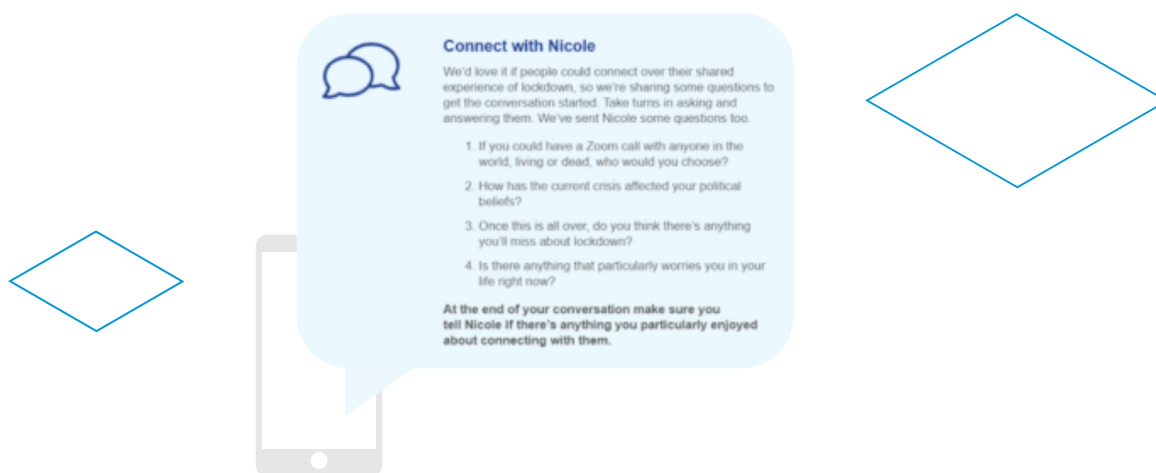 Connect with Nicole
We'd love it if people could connect over their shared
experience of lockdown, so we're sharing some questions to
get the conversation started. Take turns in asking and
answering them. We've sent Nicole some questions too.
1. If you could have a Zoom call with anyone in the
world, living or dead, who would you choose?
2. How has the current crisis affected your political
beliefs?
3. Once this is all over, do you think there's anything
you'll miss about lockdown?
4. Is there anything that particularly worries you in your
life right now?
At the end of your conversation make sure you
tell Nicole if there's anything you particularly enjoyed
about connecting with them.